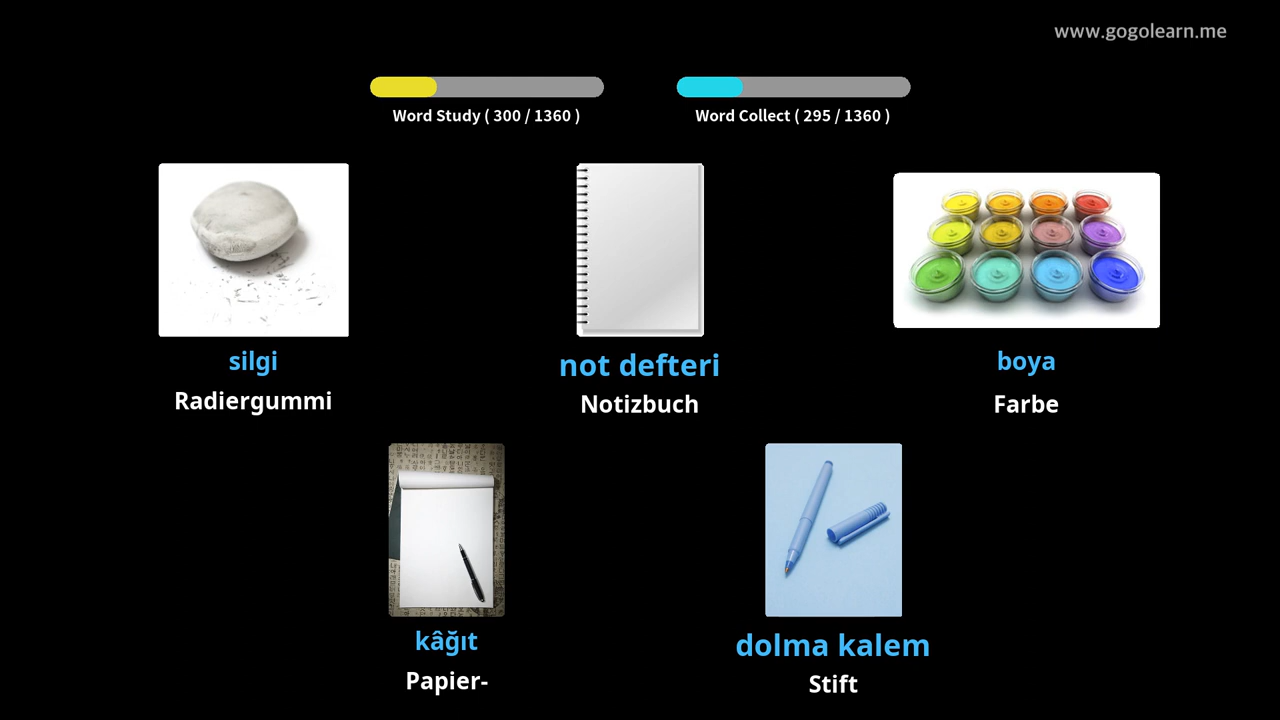 www.gogolearn.me
Word Study ( 300 / 1360 )
Word Collect ( 295 / 1360 )
silgi
not defteri
boya
Radiergummi
Notizbuch
Farbe
kâğıt
dolma kalem
Papier-
Stift